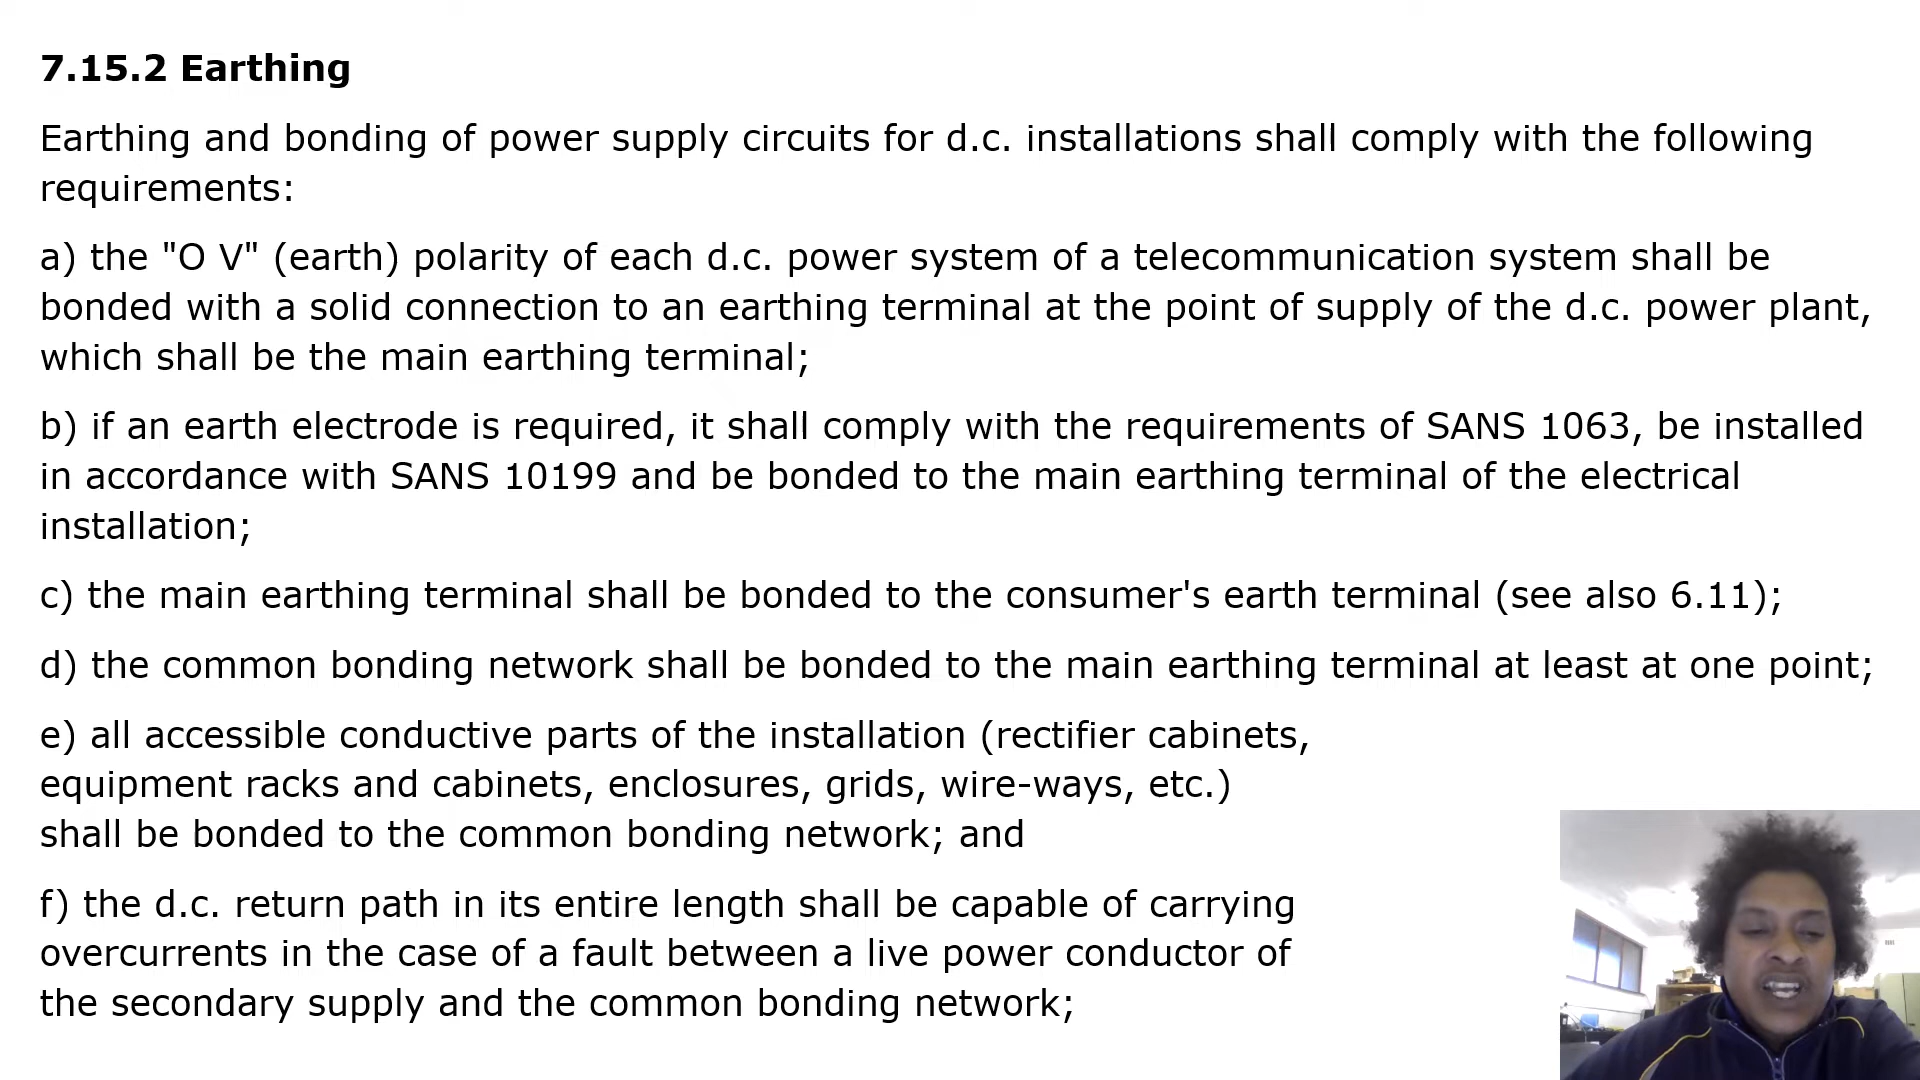 7.15.2 Earthing
Earthing and bonding of power supply circuits for d.c. installations shall comply with the following
requirements:
a) the "O V" (earth) polarity of each d.c. power system of a telecommunication system shall be
bonded with a solid connection to an earthing terminal at the point of supply of the d.c. power plant,
which shall be the main earthing terminal;
b) if an earth electrode is required, it shall comply with the requirements of SANS 1063, be installed
in accordance with SANS 10199 and be bonded to the main earthing terminal of the electrical
installation;
c) the main earthing terminal shall be bonded to the consumer's earth terminal (see also 6.11);
d) the common bonding network shall be bonded to the main earthing terminal at least at one point;
e) all accessible conductive parts of the installation (rectifier cabinets,
equipment racks and cabinets, enclosures, grids, wire-ways, etc.)
shall be bonded to the common bonding network; and
f) the d.c. return path in its entire length shall be capable of carrying
overcurrents in the case of a fault between a live power conductor of
the secondary supply and the common bonding network;